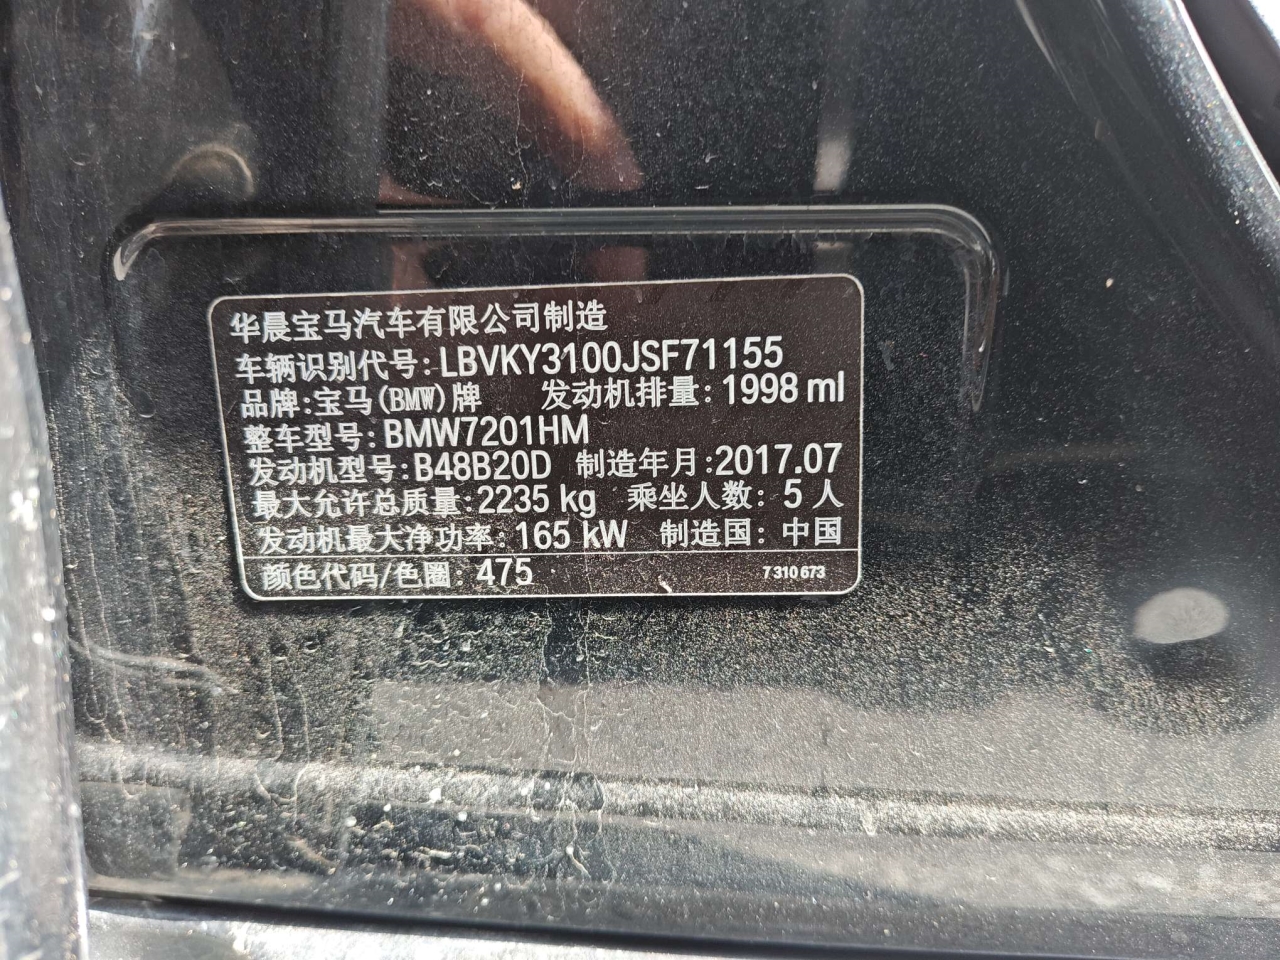 华晨宝马汽车有限公司制造
车辆识别代号:LBVKY3100JSF71155
品牌:宝马(BMW)牌 发动机排量:1998 ml
整车型号:BMW7201HM
发动机型号:B48B20D 制造年月:2017.07
最大允许总质量:2235 kg 乘坐人数:5 人
发动机最大净功率:165 kW 制造国:中国
颜色代码/色圈:475 7310673